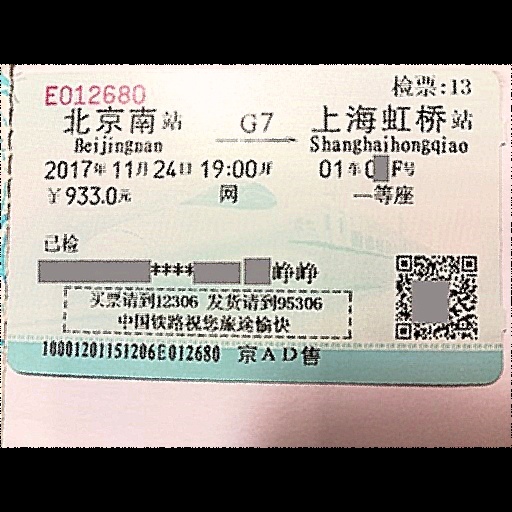 E012680 检票:13
北京南站 G7 上海虹桥站
Beijingnan Shanghaihongqiao
2017年11月24日 19:00开 01车0 F号
￥933.0元 网 一等座
已检
**** 峥峥
买票请到12306 发货请到95306
中国铁路祝您旅途愉快
10001201151206E012680 京AD售